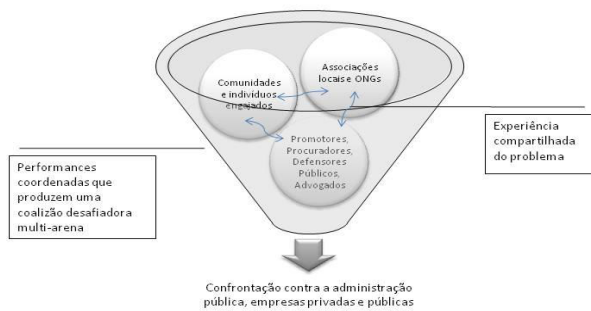 Associações
locais e ONGs
Comunidades
e indivíduos
engajados
Promotores,
Procuradores,
Defensores
Públicos,
Advogados
Experiência
compartilhada
do problema
Performances
coordenadas que
produzem uma
coalizão desafiadora
multi-arena
Confrontação contra a administração
pública, empresas privadas e públicas